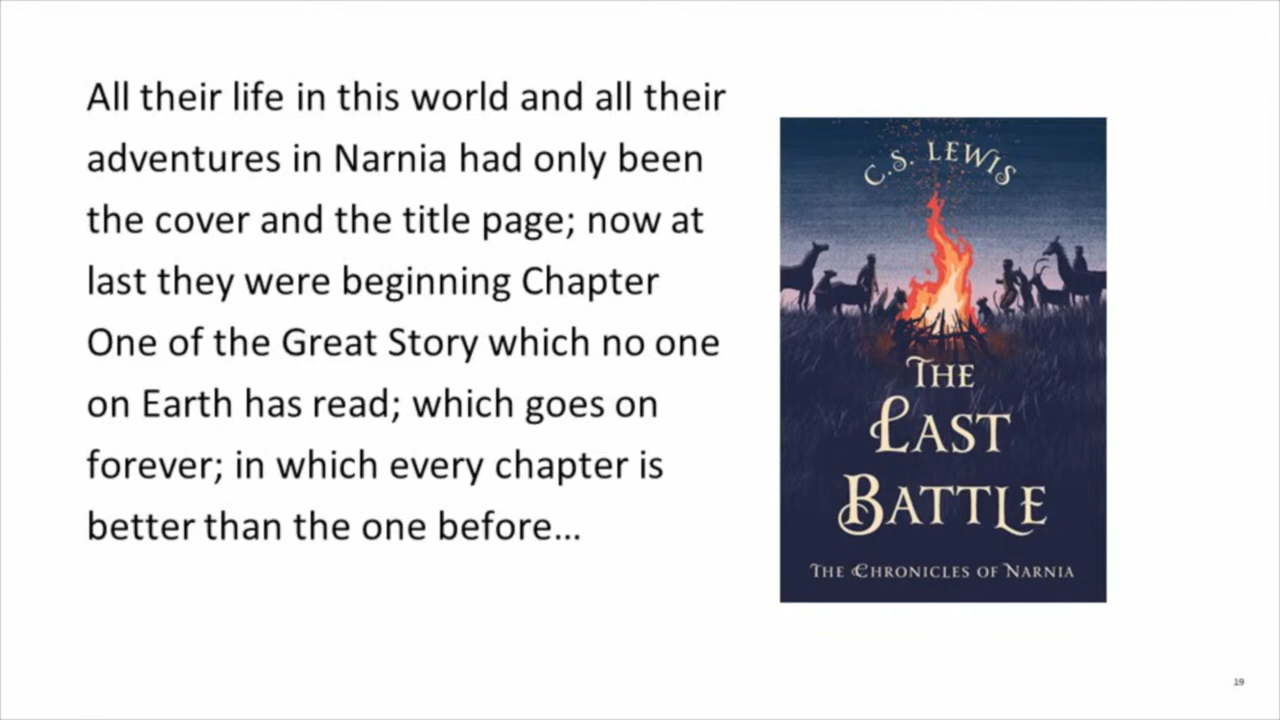 All their life in this world and all their
adventures in Narnia had only been
the cover and the title page; now at
last they were beginning Chapter
One of the Great Story which no one
on Earth has read; which goes on
forever; in which every chapter is
better than the one before...
C.S. LEWIS
THE
LAST
BATTLE
THE CHRONICLES OF NARNIA
19